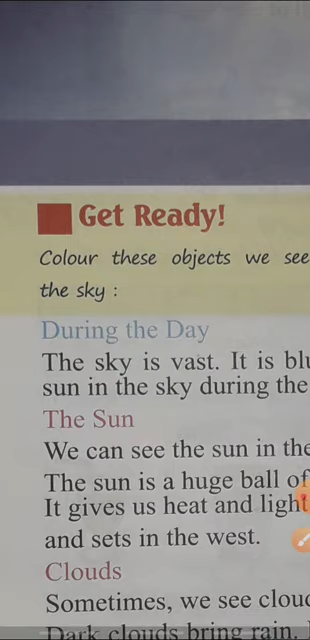 Get Ready!
Colour these objects we see
the sky :
During the Day
The sky is vast. It is blu
sun in the sky during the
The Sun
We can see the sun in the
The sun is a huge ball of
It gives us heat and light
and sets in the west.
Clouds
Sometimes, we see clouds
Dark clouds bring rain.